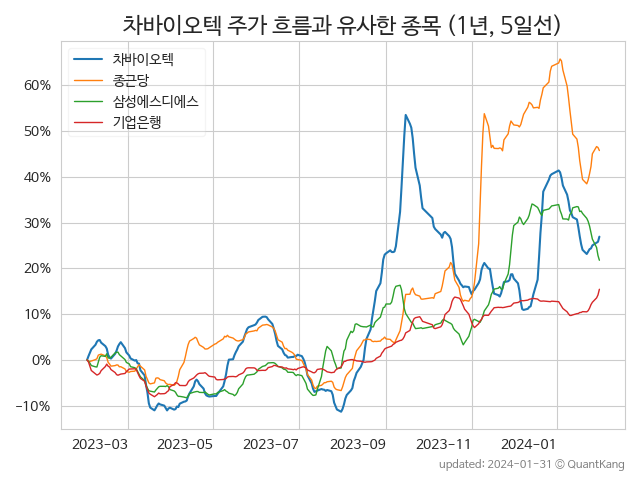 차바이오텍 주가 흐름과 유사한 종목 (1년, 5일선)
차바이오텍
종근당
삼성에스디에스
기업은행
60%
50%
40%
30%
20%
10%
0%
−10%
2023-03
2023-05
2023-07
2023-09
2023-11
2024-01
updated: 2024-01-31 © QuantKang